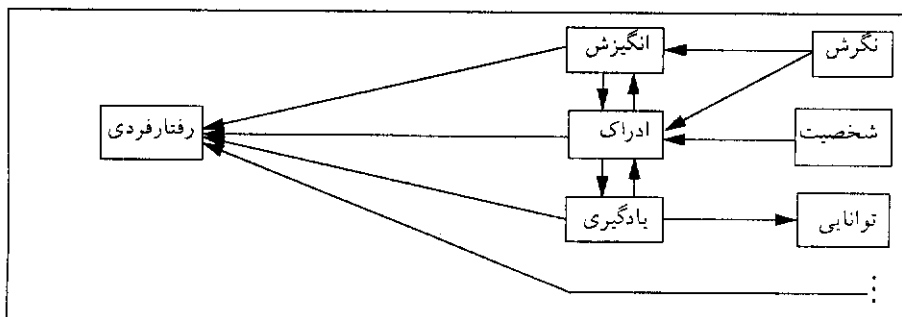 نگرش
انگیزش
شخصیت
ادراک
رفتارفردی
توانایی
یادگیری
⋮